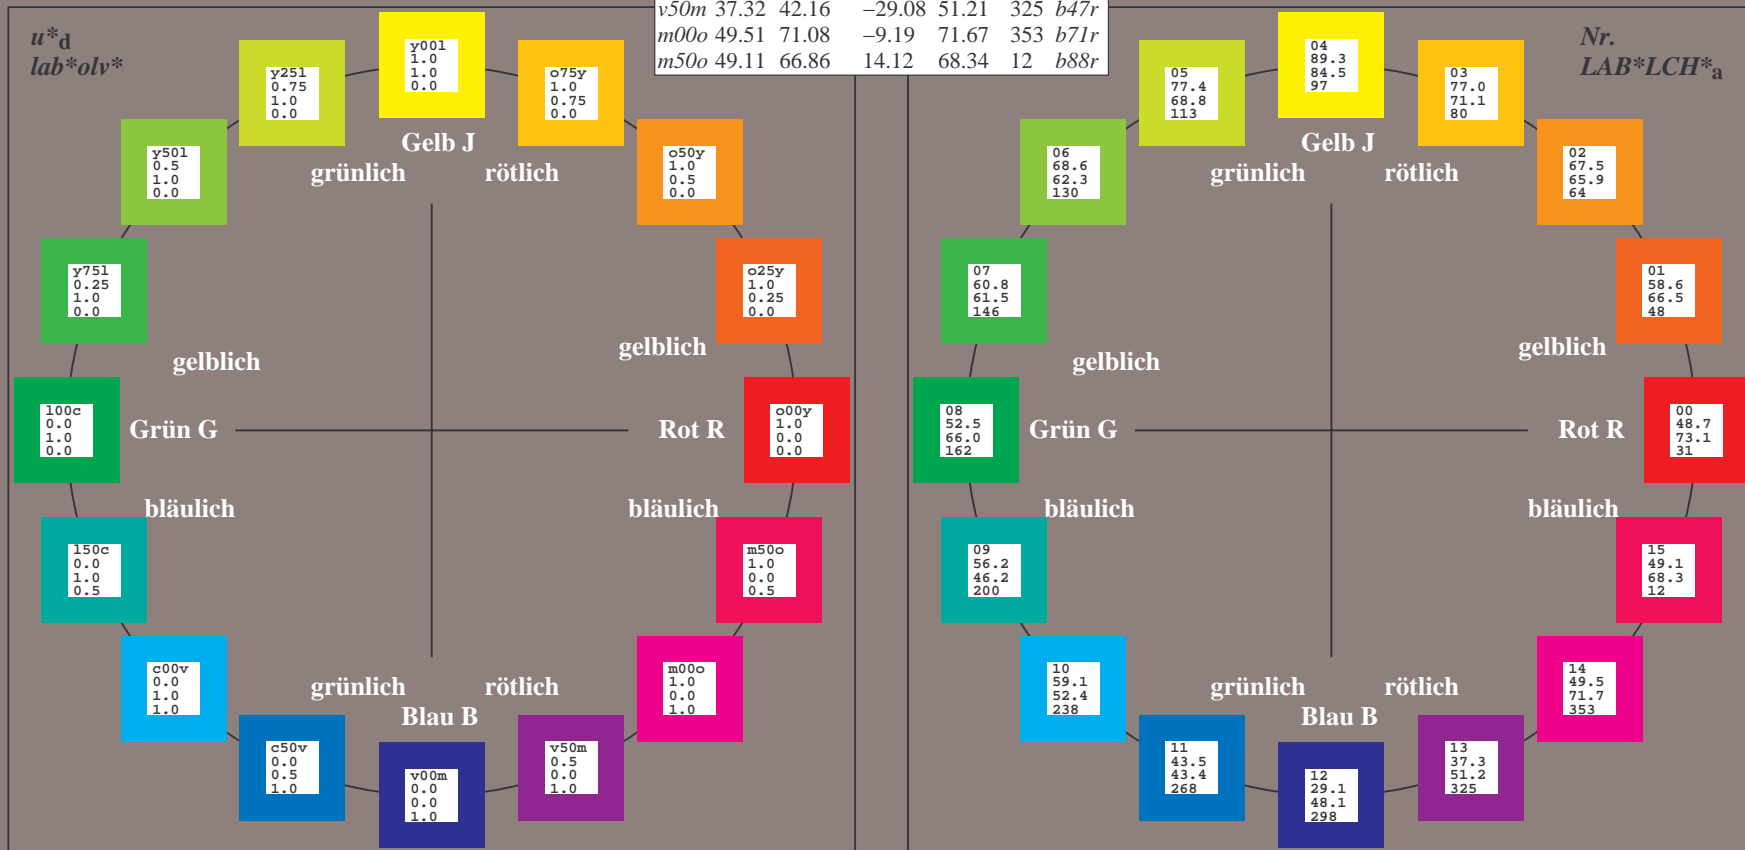 v50m 37.32 42.16 −29.08 51.21 325 b47r
m00o 49.51 71.08 −9.19 71.67 353 b71r
m50o 49.11 66.86 14.12 68.34 12 b88r
u*d
lab*olv*
y00l
1.0
1.0
0.0
y25l
0.75
1.0
0.0
o75y
1.0
0.75
0.0
y50l
0.5
1.0
0.0
o50y
1.0
0.5
0.0
Gelb J
grünlich rötlich
y75l
0.25
1.0
0.0
o25y
1.0
0.25
0.0
gelblich
gelblich
l00c
0.0
1.0
0.0
Grün G
Rot R
o00y
1.0
0.0
0.0
bläulich
bläulich
l50c
0.0
1.0
0.5
m50o
1.0
0.0
0.5
c00v
0.0
1.0
1.0
m00o
1.0
0.0
1.0
grünlich rötlich
Blau B
c50v
0.0
0.5
1.0
v00m
0.0
0.0
1.0
v50m
0.5
0.0
1.0
Nr.
LAB*LCH*a
04
89.3
84.5
97
05
77.4
68.8
113
03
77.0
71.1
80
06
68.6
62.3
130
02
67.5
65.9
64
Gelb J
grünlich rötlich
07
60.8
61.5
146
01
58.6
66.5
48
gelblich
gelblich
08
52.5
66.0
162
Grün G
Rot R
00
48.7
73.1
31
bläulich
bläulich
09
56.2
46.2
200
15
49.1
68.3
12
10
59.1
52.4
238
14
49.5
71.7
353
grünlich rötlich
Blau B
11
43.5
43.4
268
12
29.1
48.1
298
13
37.3
51.2
325